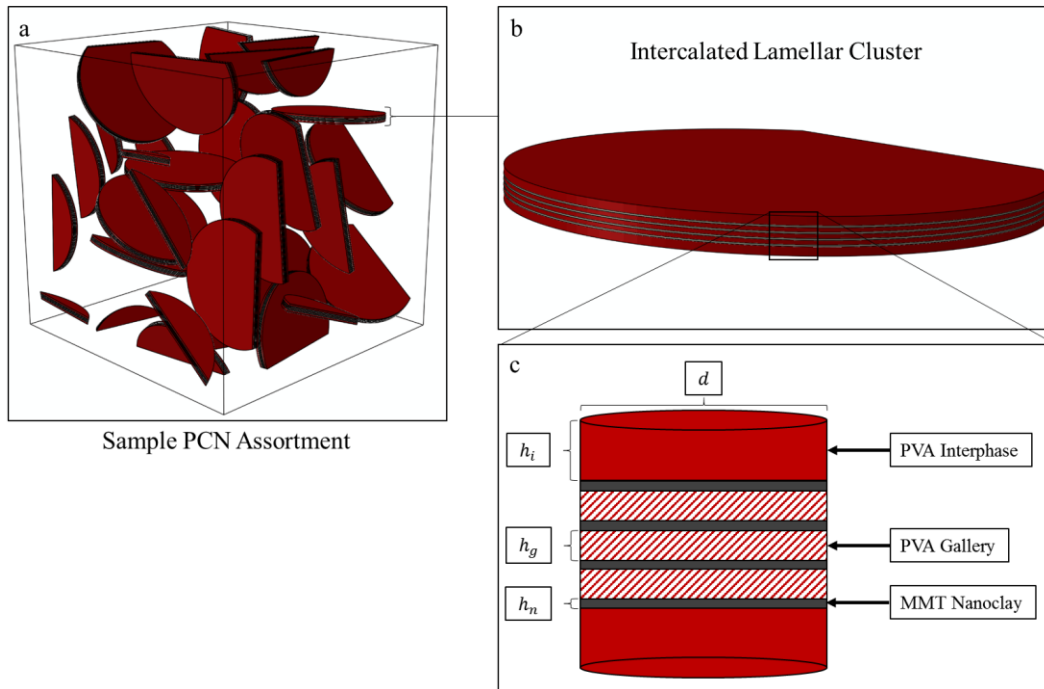 a
Sample PCN Assortment
b
Intercalated Lamellar Cluster
c
d
h_i
PVA Interphase
h_g
PVA Gallery
h_n
MMT Nanoclay